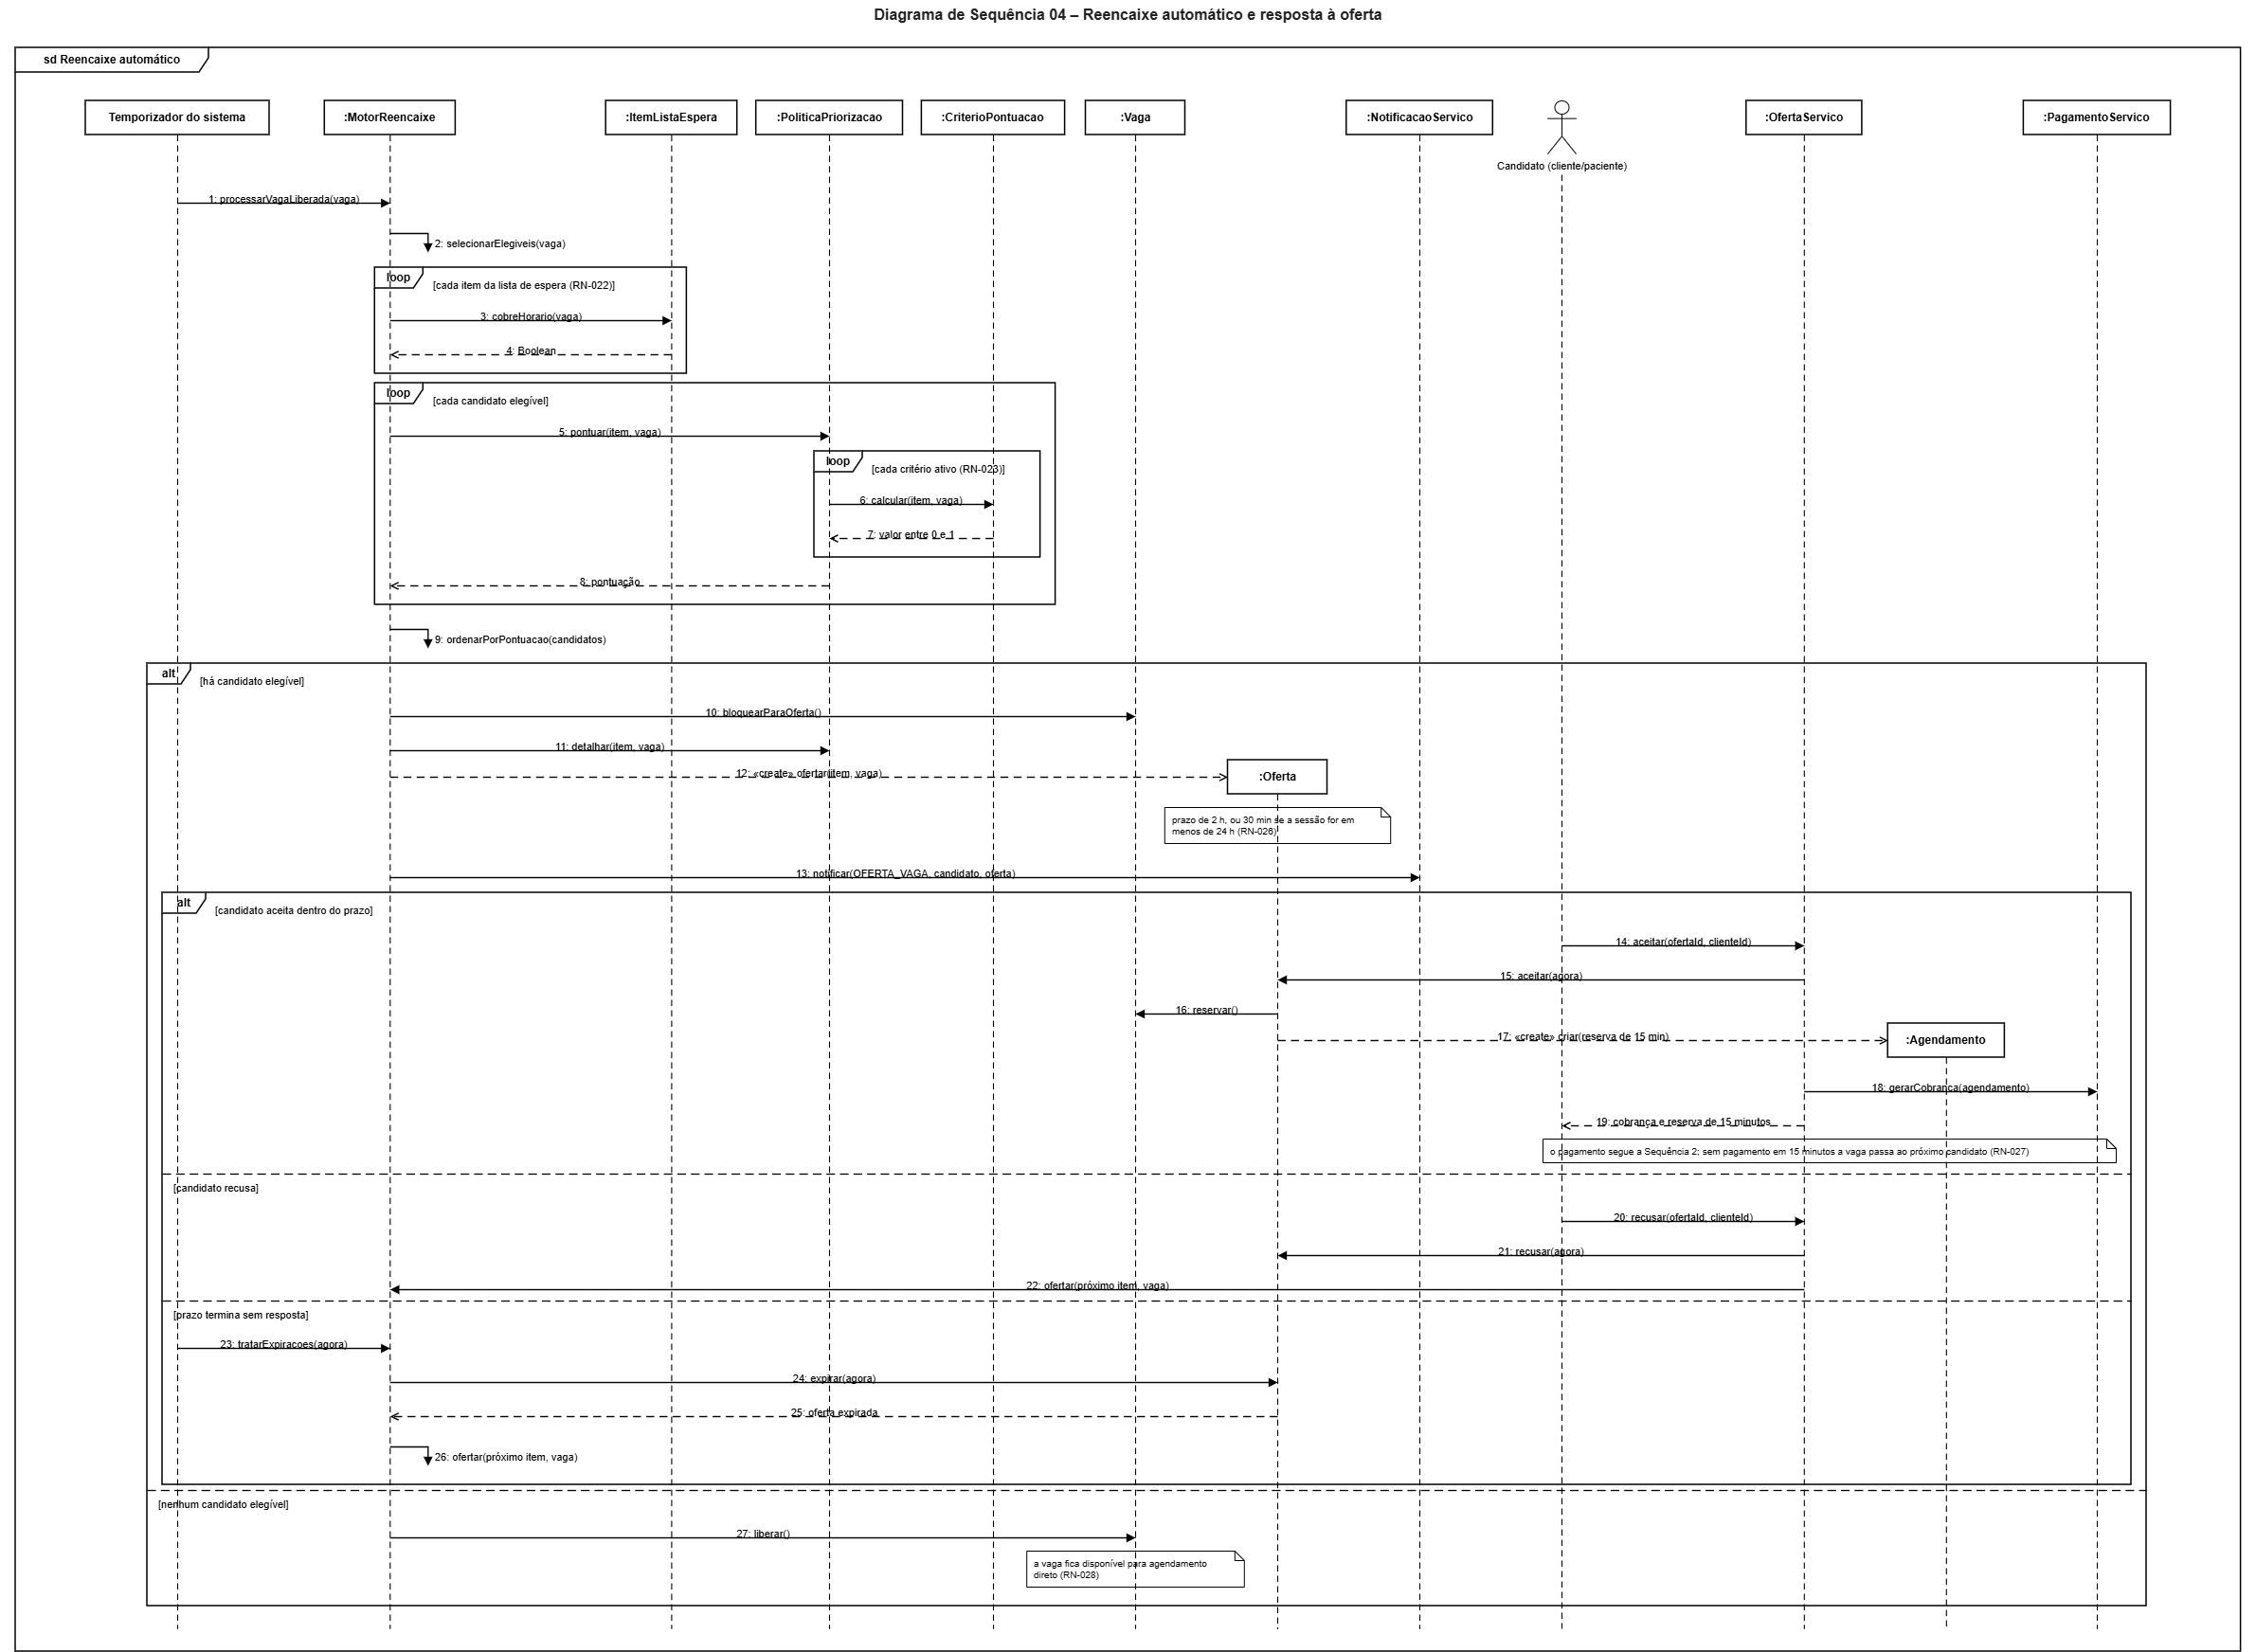 Diagrama de Sequência 04 – Reencaixe automático e resposta à oferta
sd Reencaixe automático
Temporizador do sistema
:MotorReencaixe
:ItemListaEspera
:PoliticaPriorizacao
:CriterioPontuacao
:Vaga
:NotificacaoServico
Candidato (cliente/paciente)
:OfertaServico
:PagamentoServico
1: processarVagaLiberada(vaga)
2: selecionarElegiveis(vaga)
loop
[cada item da lista de espera (RN-022)]
3: cobreHorario(vaga)
4: Boolean
loop
[cada candidato elegível]
5: pontuar(item, vaga)
loop
[cada critério ativo (RN-023)]
6: calcular(item, vaga)
7: valor entre 0 e 1
8: pontuação
9: ordenarPorPontuacao(candidatos)
alt
[há candidato elegível]
10: bloquearParaOferta()
11: detalhar(item, vaga)
12: «create» ofertar(item, vaga)
:Oferta
prazo de 2 h, ou 30 min se a sessão for em
menos de 24 h (RN-026)
13: notificar(OFERTA_VAGA, candidato, oferta)
alt
[candidato aceita dentro do prazo]
14: aceitar(ofertaId, clienteId)
15: aceitar(agora)
16: reservar()
17: «create» criar(reserva de 15 min)
:Agendamento
18: gerarCobranca(agendamento)
19: cobrança e reserva de 15 minutos
o pagamento segue a Sequência 2; sem pagamento em 15 minutos a vaga passa ao próximo candidato (RN-027)
[candidato recusa]
20: recusar(ofertaId, clienteId)
21: recusar(agora)
22: ofertar(próximo item, vaga)
[prazo termina sem resposta]
23: tratarExpiracoes(agora)
24: expirar(agora)
25: oferta expirada
26: ofertar(próximo item, vaga)
[nenhum candidato elegível]
27: liberar()
a vaga fica disponível para agendamento
direto (RN-028)